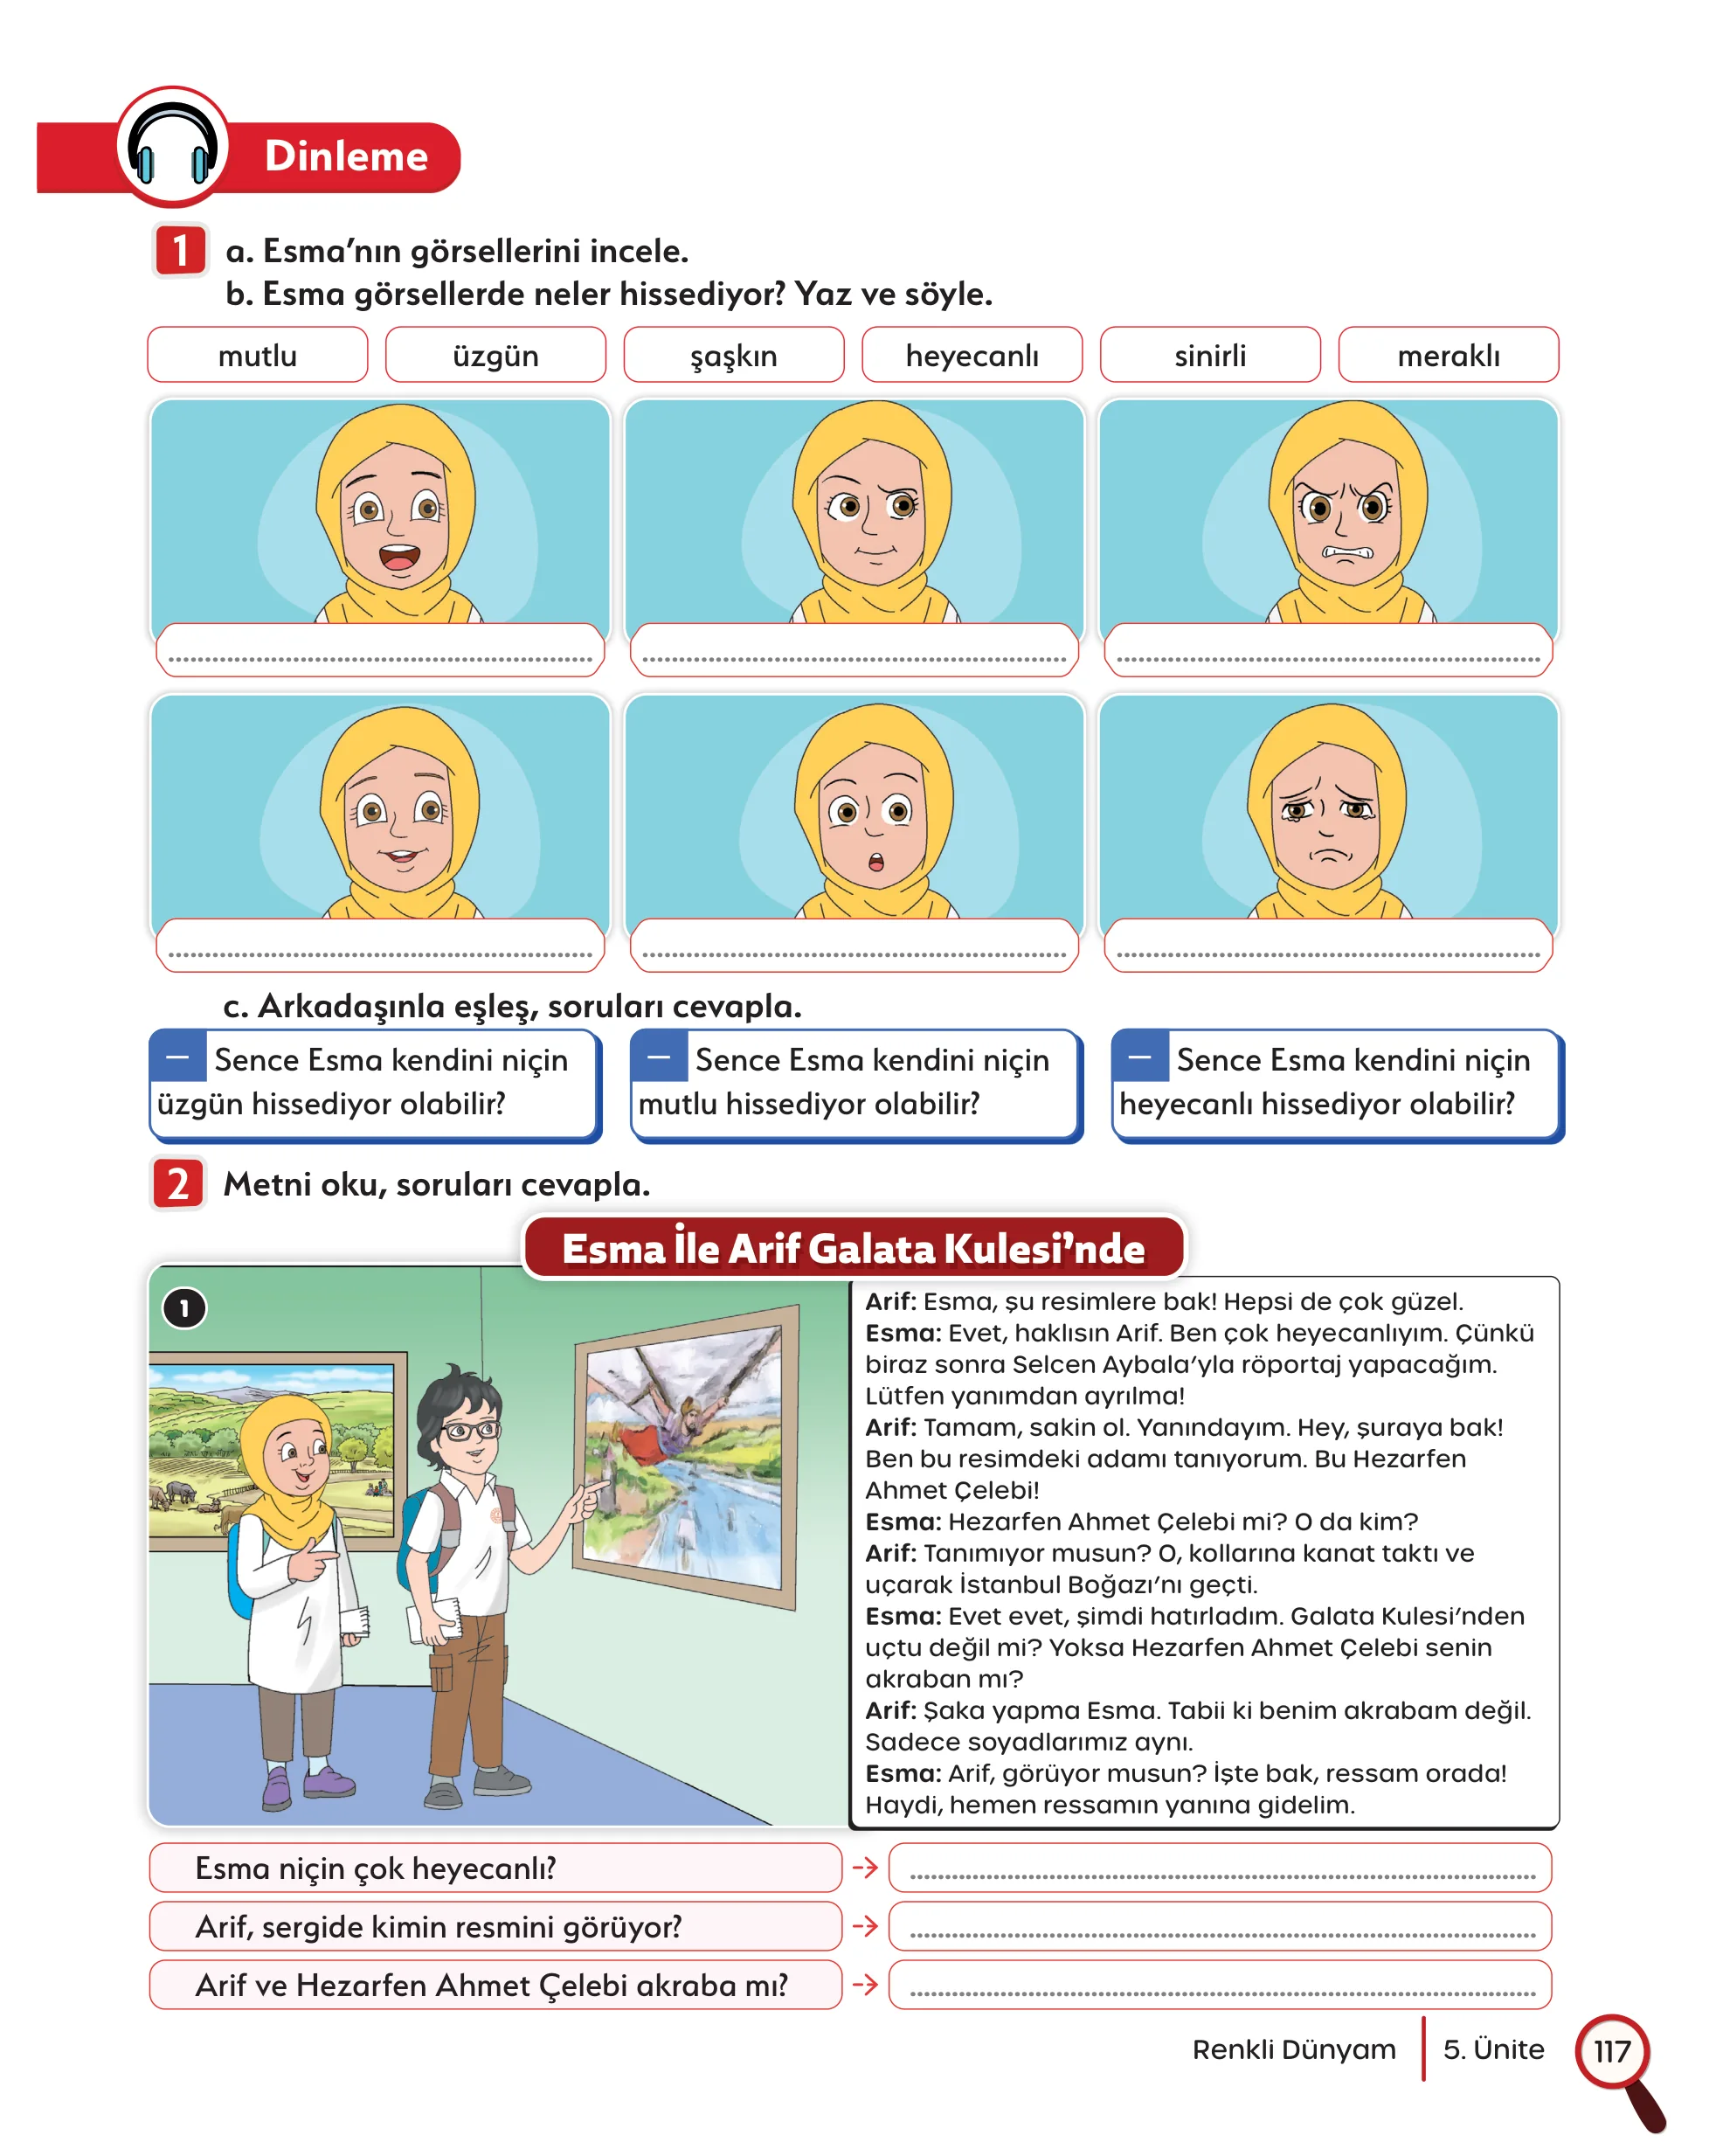 Dinleme
1 a. Esma’nın görsellerini incele.
b. Esma görsellerde neler hissediyor? Yaz ve söyle.
mutlu üzgün şaşkın heyecanlı sinirli meraklı
c. Arkadaşınla eşleş, soruları cevapla.
– Sence Esma kendini niçin
üzgün hissediyor olabilir?
– Sence Esma kendini niçin
mutlu hissediyor olabilir?
– Sence Esma kendini niçin
heyecanlı hissediyor olabilir?
2 Metni oku, soruları cevapla.
Esma İle Arif Galata Kulesi’nde
1
Arif: Esma, şu resimlere bak! Hepsi de çok güzel.
Esma: Evet, haklısın Arif. Ben çok heyecanlıyım. Çünkü
biraz sonra Selcen Aybala’yla röportaj yapacağım.
Lütfen yanımdan ayrılma!
Arif: Tamam, sakin ol. Yanındayım. Hey, şuraya bak!
Ben bu resimdeki adamı tanıyorum. Bu Hezarfen
Ahmet Çelebi!
Esma: Hezarfen Ahmet Çelebi mi? O da kim?
Arif: Tanımıyor musun? O, kollarına kanat taktı ve
uçarak İstanbul Boğazı’nı geçti.
Esma: Evet evet, şimdi hatırladım. Galata Kulesi’nden
uçtu değil mi? Yoksa Hezarfen Ahmet Çelebi senin
akraban mı?
Arif: Şaka yapma Esma. Tabii ki benim akrabam değil.
Sadece soyadlarımız aynı.
Esma: Arif, görüyor musun? İşte bak, ressam orada!
Haydi, hemen ressamın yanına gidelim.
Esma niçin çok heyecanlı?
Arif, sergide kimin resmini görüyor?
Arif ve Hezarfen Ahmet Çelebi akraba mı?
Renkli Dünyam 5. Ünite 117